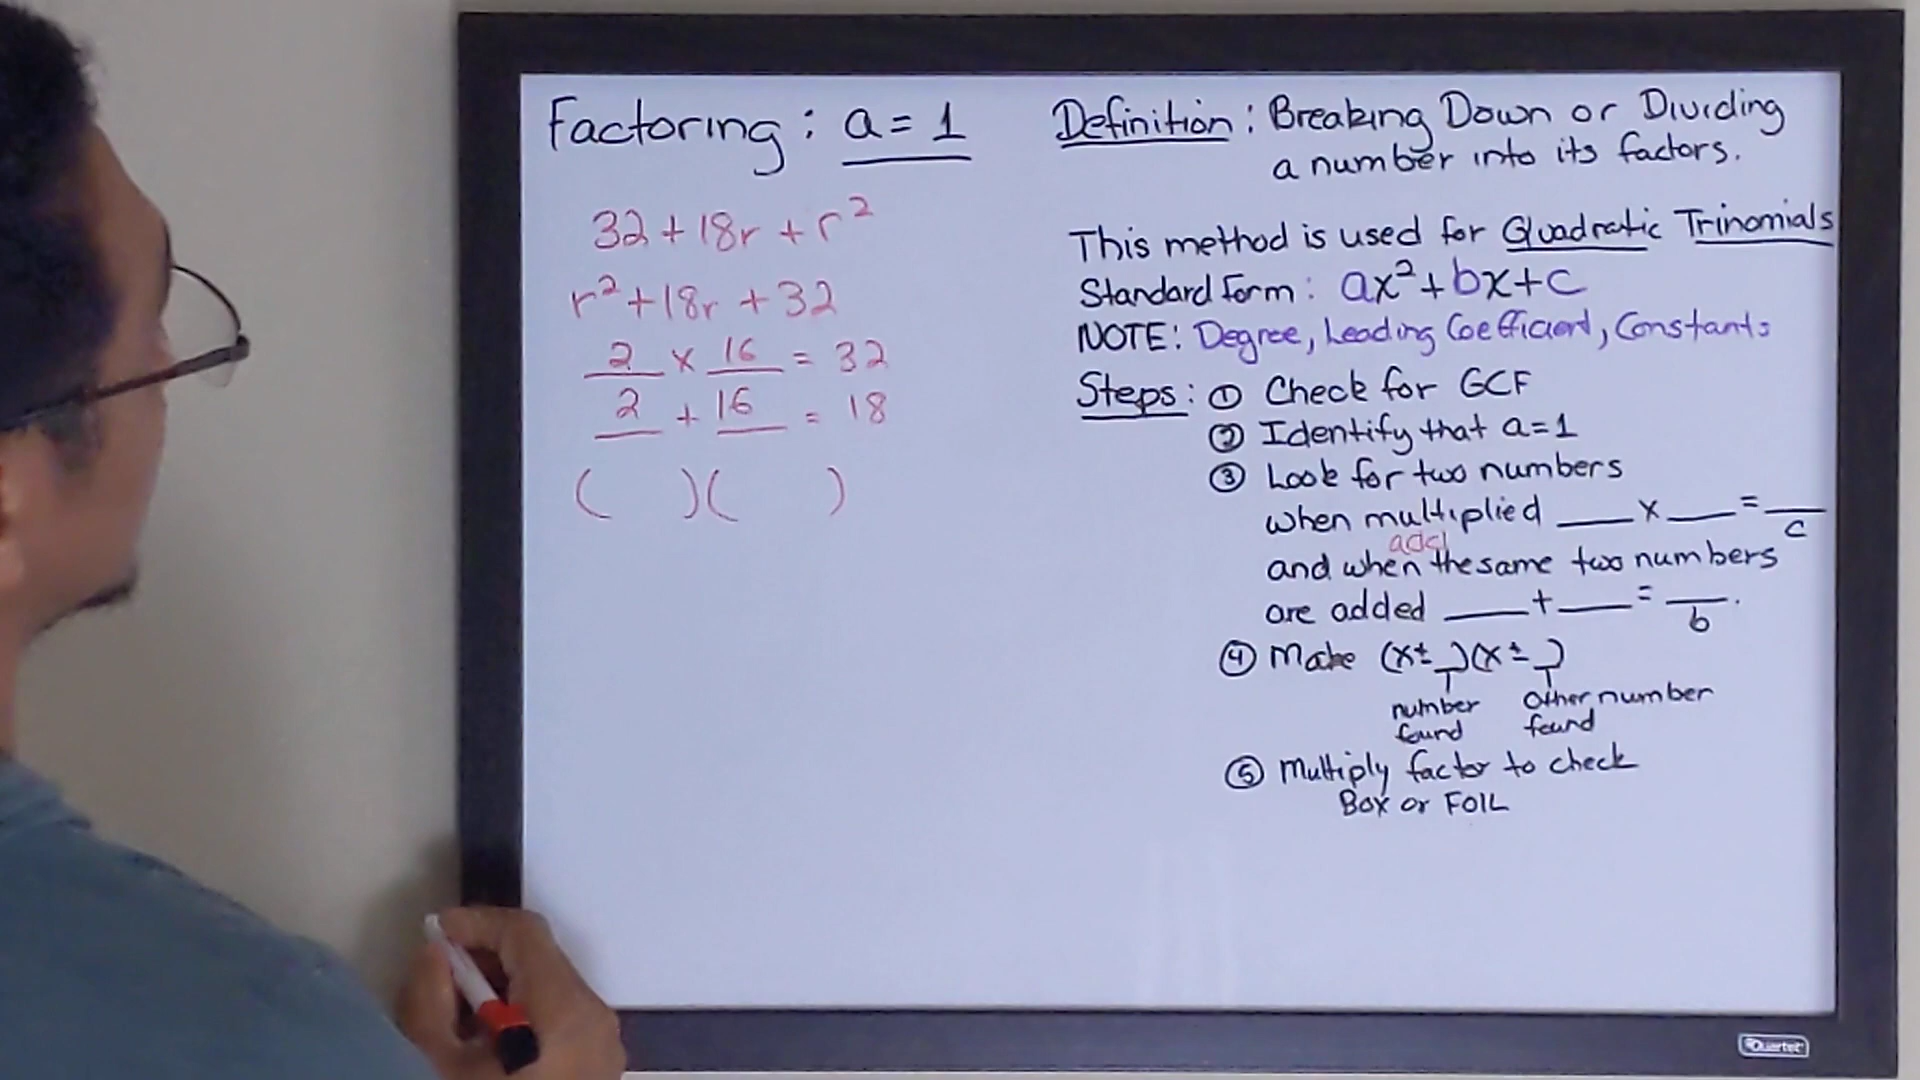 Factoring: a = 1
32 + 18r + r²
r² + 18r + 32
2 x 16 = 32
2 + 16 = 18
( )( )
Definition: Breaking Down or Dividing
a number into its factors.
This method is used for Quadratic Trinomials
Standard Form: ax² + bx + c
NOTE: Degree, Leading Coefficient, Constants
Steps: ① Check for GCF
② Identify that a=1
③ Look for two numbers
when multiplied ___ x ___ = ___
c
add
and when the same two numbers
are added ___ + ___ = ___.
b
④ Make (x± _)(x± _)
number other number
found found
⑤ Multiply factor to check
Box or FOIL
Quartet